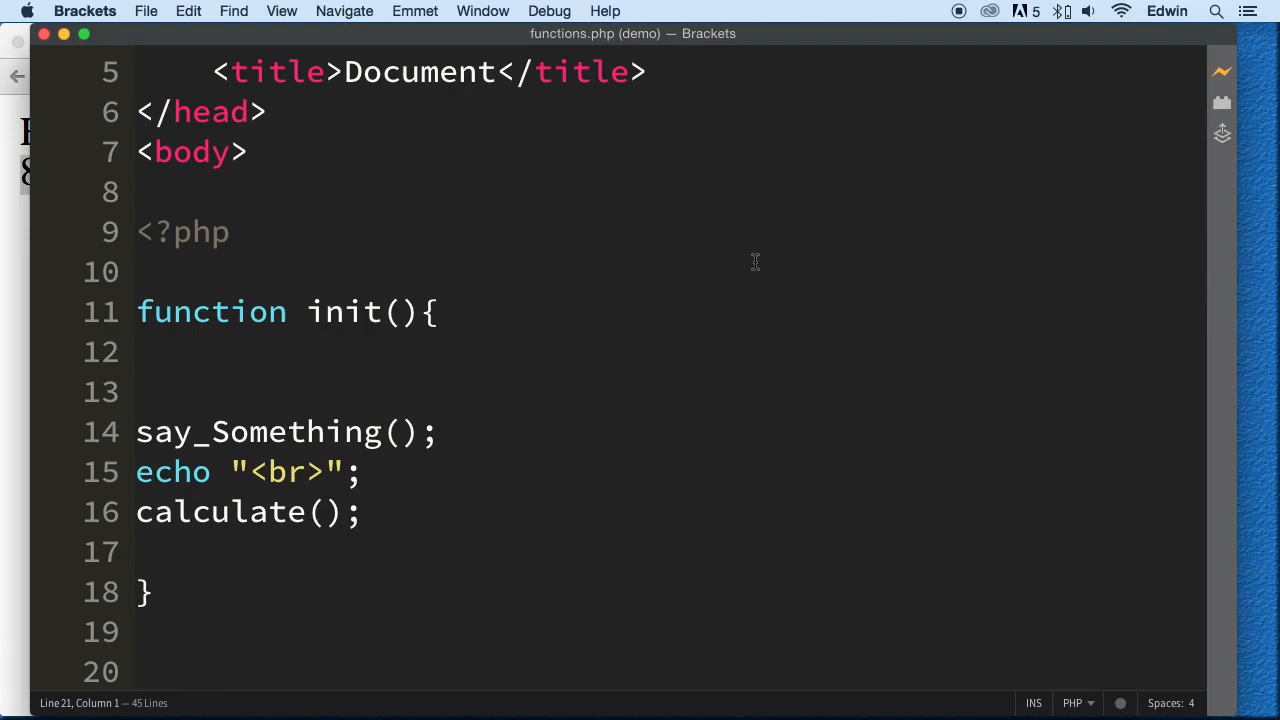 Brackets File Edit Find View Navigate Emmet Window Debug Help 5 Edwin
functions.php (demo) — Brackets
5 <title>Document</title>
6 </head>
7 <body>
8
9 <?php
10
11 function init(){
12
13
14 say_Something();
15 echo "<br>";
16 calculate();
17
18 }
19
20
Line 21, Column 1 — 45 Lines INS PHP Spaces: 4